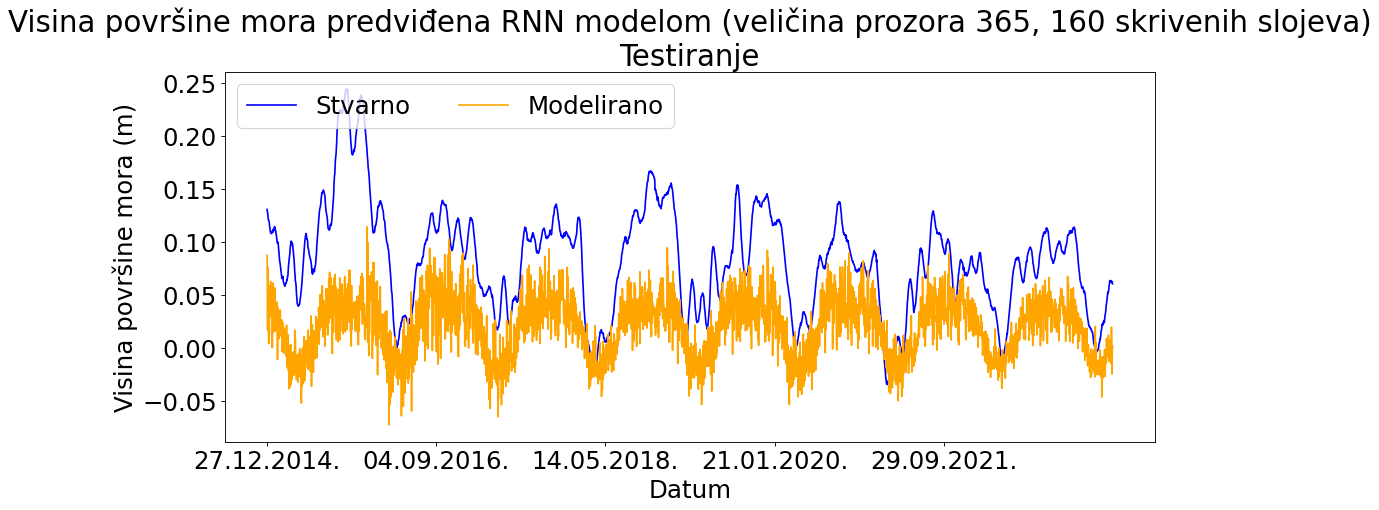 Visina površine mora predviđena RNN modelom (veličina prozora 365, 160 skrivenih slojeva)
Testiranje
Stvarno
Modelirano
Visina površine mora (m)
0.25
0.20
0.15
0.10
0.05
0.00
−0.05
27.12.2014.
04.09.2016.
14.05.2018.
21.01.2020.
29.09.2021.
Datum